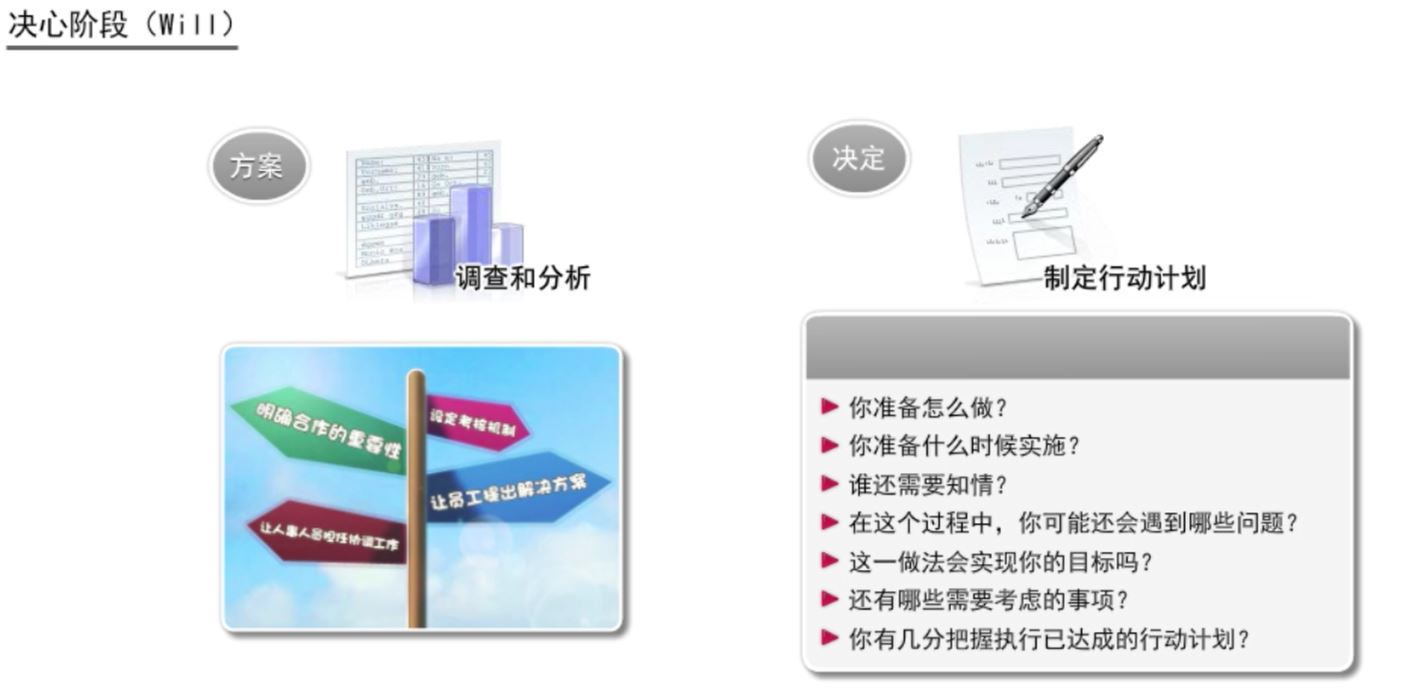 决心阶段（Will）
方案
调查和分析
明确合作的重要性
设定考核机制
让员工提出解决方案
让人事人员担任协调工作
决定
制定行动计划
你准备怎么做？
你准备什么时候实施？
谁还需要知情？
在这个过程中，你可能还会遇到哪些问题？
这一做法会实现你的目标吗？
还有哪些需要考虑的事项？
你有几分把握执行已达成的行动计划？